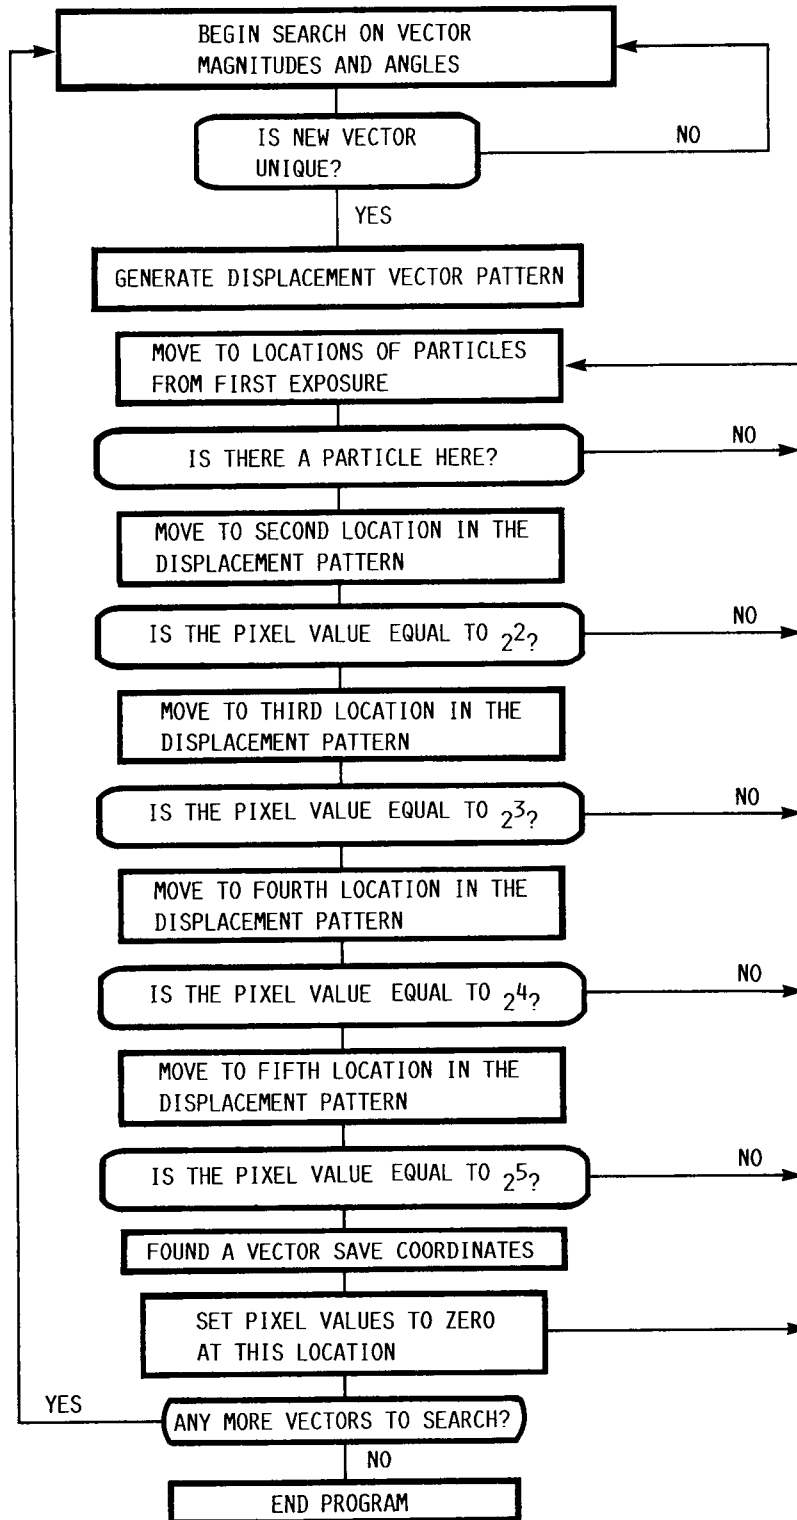 BEGIN SEARCH ON VECTOR
MAGNITUDES AND ANGLES
IS NEW VECTOR
UNIQUE?
NO
YES
GENERATE DISPLACEMENT VECTOR PATTERN
MOVE TO LOCATIONS OF PARTICLES
FROM FIRST EXPOSURE
IS THERE A PARTICLE HERE?
NO
MOVE TO SECOND LOCATION IN THE
DISPLACEMENT PATTERN
IS THE PIXEL VALUE EQUAL TO 2²?
NO
MOVE TO THIRD LOCATION IN THE
DISPLACEMENT PATTERN
IS THE PIXEL VALUE EQUAL TO 2³?
NO
MOVE TO FOURTH LOCATION IN THE
DISPLACEMENT PATTERN
IS THE PIXEL VALUE EQUAL TO 2⁴?
NO
MOVE TO FIFTH LOCATION IN THE
DISPLACEMENT PATTERN
IS THE PIXEL VALUE EQUAL TO 2⁵?
NO
FOUND A VECTOR SAVE COORDINATES
SET PIXEL VALUES TO ZERO
AT THIS LOCATION
YES
ANY MORE VECTORS TO SEARCH?
NO
END PROGRAM